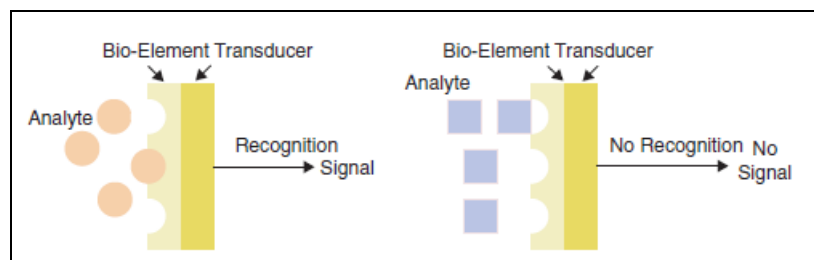 Bio-Element Transducer
Analyte
Recognition
Signal
Bio-Element Transducer
Analyte
No Recognition
No
Signal